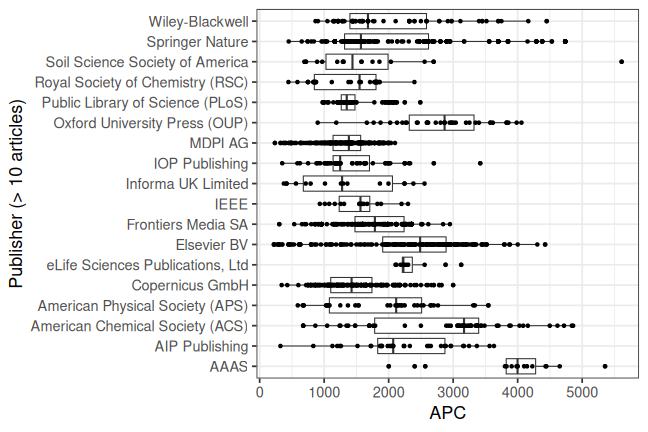 Publisher (> 10 articles)
Wiley-Blackwell
Springer Nature
Soil Science Society of America
Royal Society of Chemistry (RSC)
Public Library of Science (PLoS)
Oxford University Press (OUP)
MDPI AG
IOP Publishing
Informa UK Limited
IEEE
Frontiers Media SA
Elsevier BV
eLife Sciences Publications, Ltd
Copernicus GmbH
American Physical Society (APS)
American Chemical Society (ACS)
AIP Publishing
AAAS
0 1000 2000 3000 4000 5000
APC